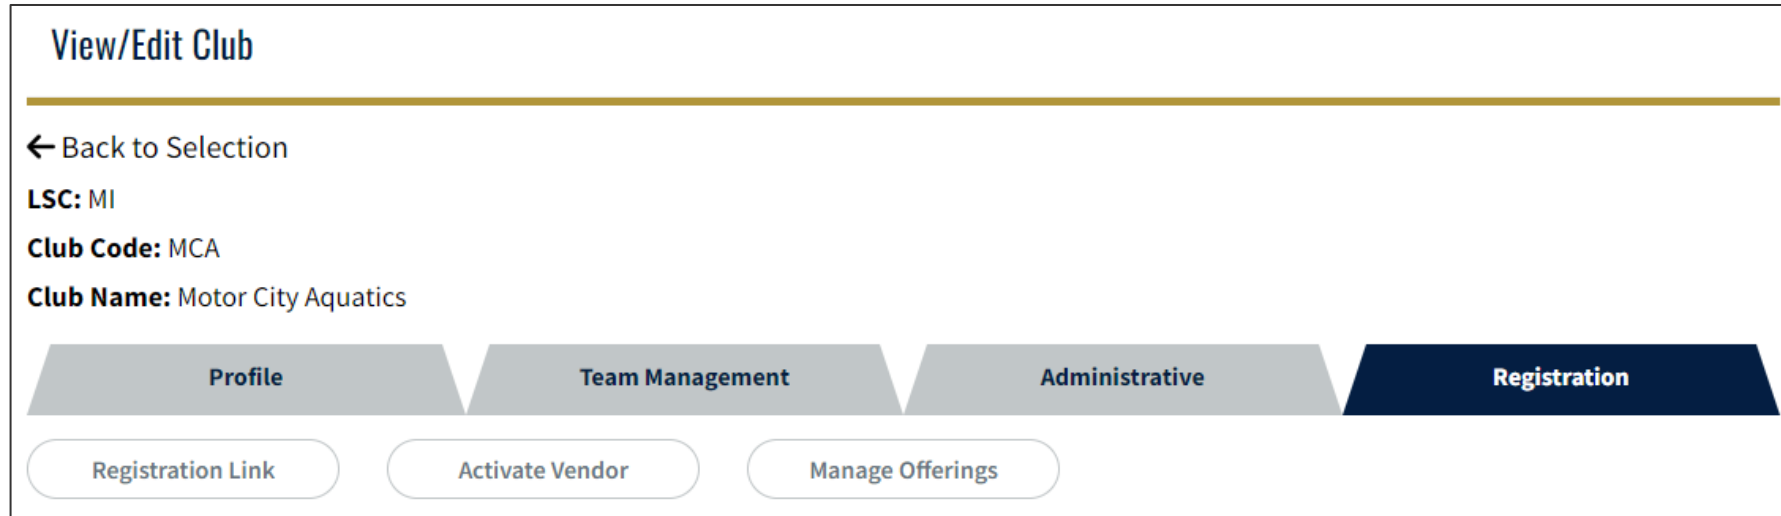 View/Edit Club
Back to Selection
LSC: MI
Club Code: MCA
Club Name: Motor City Aquatics
Profile Team Management Administrative Registration
Registration Link Activate Vendor Manage Offerings